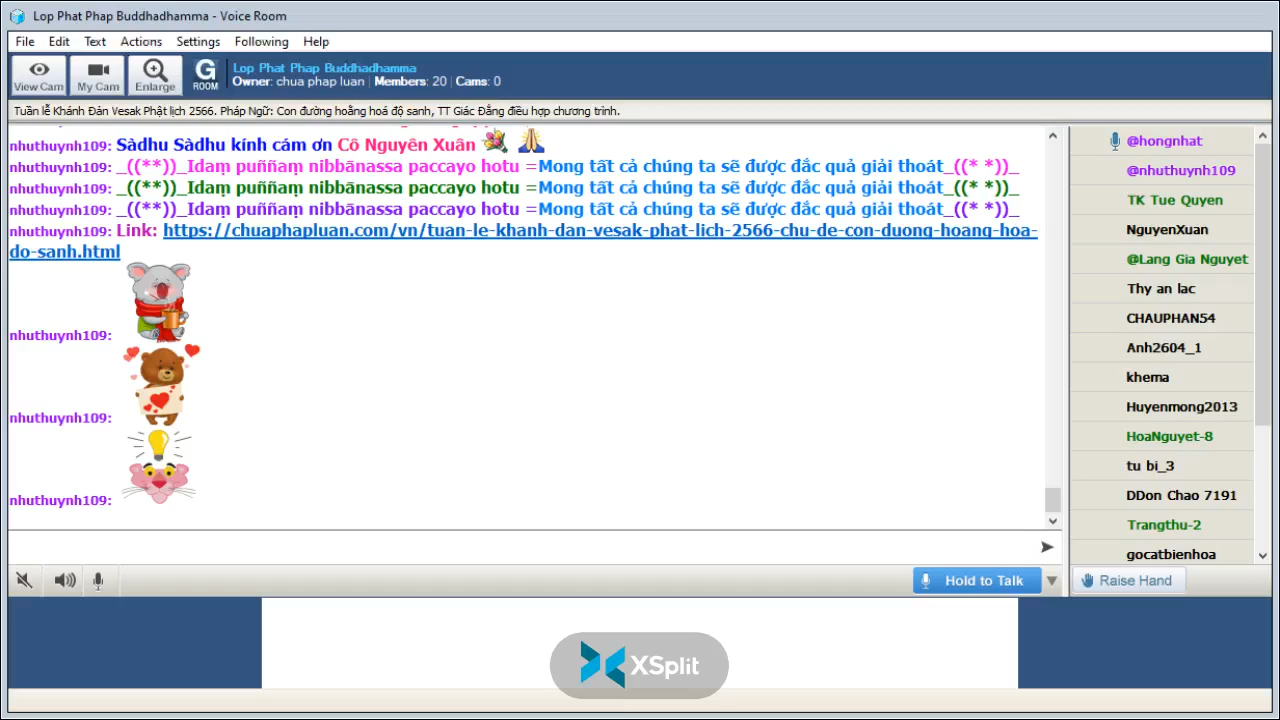 Lop Phat Phap Buddhadhamma - Voice Room
File Edit Text Actions Settings Following Help
View Cam My Cam Enlarge G ROOM
Lop Phat Phap Buddhadhamma
Owner: chua phap luan | Members: 20 | Cams: 0
Tuần lễ Khánh Đản Vesak Phật lịch 2566. Pháp Ngữ: Con đường hoằng hoá độ sanh, TT Giác Đẳng điều hợp chương trình.
nhuthuynh109: Sàdhu Sàdhu kính cám ơn Cô Nguyên Xuân
nhuthuynh109: _((**))_Idaṃ puññaṃ nibbānassa paccayo hotu =Mong tất cả chúng ta sẽ được đắc quả giải thoát_((* *))_
nhuthuynh109: _((**))_Idaṃ puññaṃ nibbānassa paccayo hotu =Mong tất cả chúng ta sẽ được đắc quả giải thoát_((* *))_
nhuthuynh109: _((**))_Idaṃ puññaṃ nibbānassa paccayo hotu =Mong tất cả chúng ta sẽ được đắc quả giải thoát_((* *))_
nhuthuynh109: Link: https://chuaphapluan.com/vn/tuan-le-khanh-dan-vesak-phat-lich-2566-chu-de-con-duong-hoang-hoa-
do-sanh.html
nhuthuynh109:
nhuthuynh109:
nhuthuynh109:
@hongnhat
@nhuthuynh109
TK Tue Quyen
NguyenXuan
@Lang Gia Nguyet
Thy an lac
CHAUPHAN54
Anh2604_1
khema
Huyenmong2013
HoaNguyet-8
tu bi_3
DDon Chao 7191
Trangthu-2
gocatbienhoa
Hold to Talk
Raise Hand
XSplit